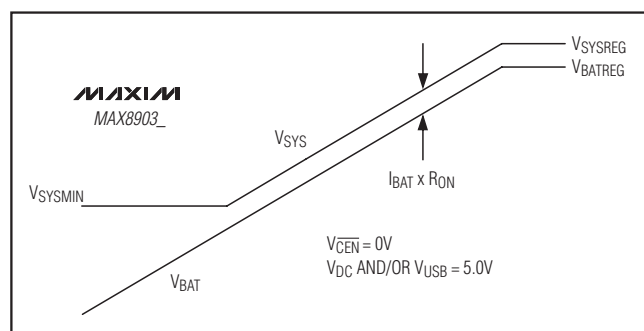 VSYSREG
VBATREG
MAXIM
MAX8903_
VSYS
IBAT x RON
VSYSMIN
VCEN = 0V
VDC AND/OR VUSB = 5.0V
VBAT